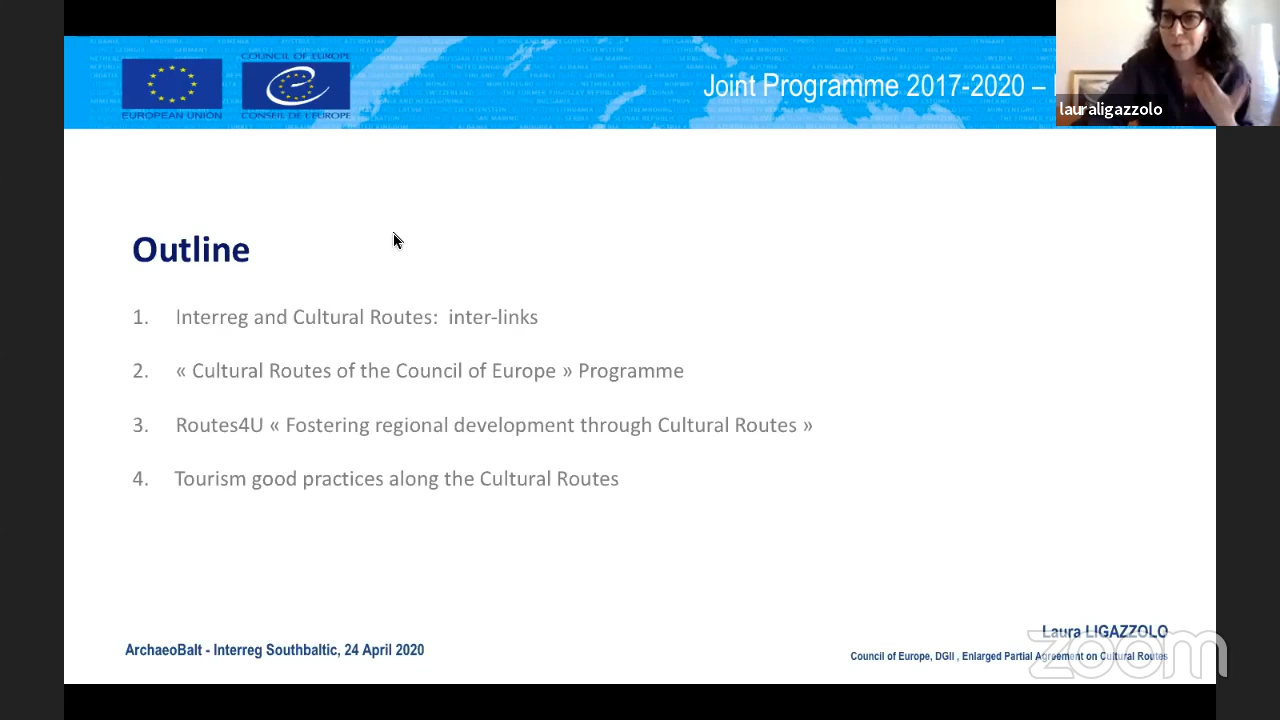 COUNCIL OF EUROPE
EUROPEAN UNION
CONSEIL DE L'EUROPE
Joint Programme 2017-2020 –
lauraligazzolo
Outline
1. Interreg and Cultural Routes: inter-links
2. « Cultural Routes of the Council of Europe » Programme
3. Routes4U « Fostering regional development through Cultural Routes »
4. Tourism good practices along the Cultural Routes
ArchaeoBalt - Interreg Southbaltic, 24 April 2020
Laura LIGAZZOLO
Council of Europe, DGII , Enlarged Partial Agreement on Cultural Routes
zoom